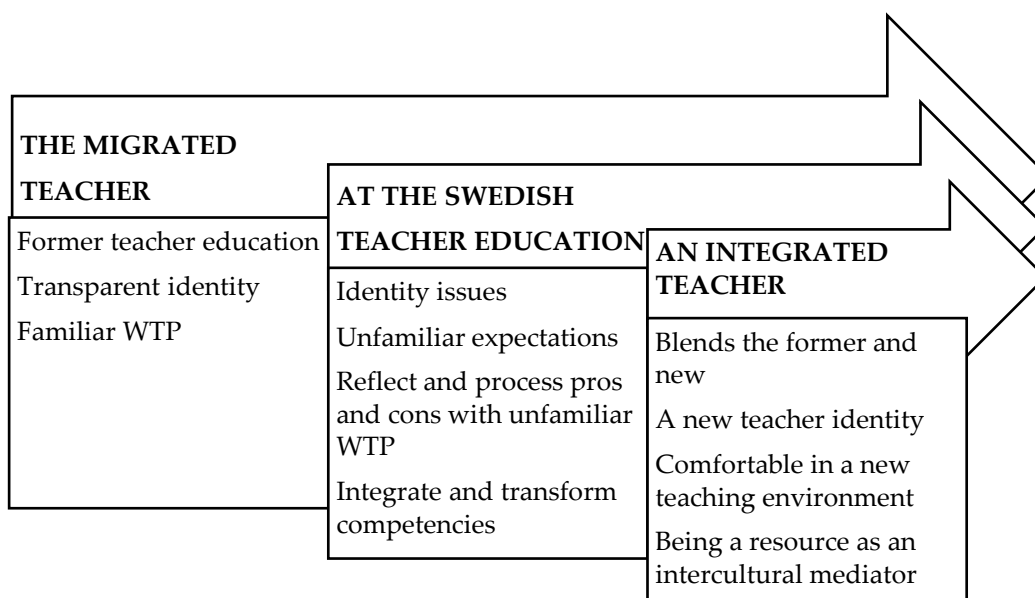 THE MIGRATED
TEACHER
Former teacher education
Transparent identity
Familiar WTP
AT THE SWEDISH
TEACHER EDUCATION
Identity issues
Unfamiliar expectations
Reflect and process pros
and cons with unfamiliar
WTP
Integrate and transform
competencies
AN INTEGRATED
TEACHER
Blends the former and
new
A new teacher identity
Comfortable in a new
teaching environment
Being a resource as an
intercultural mediator